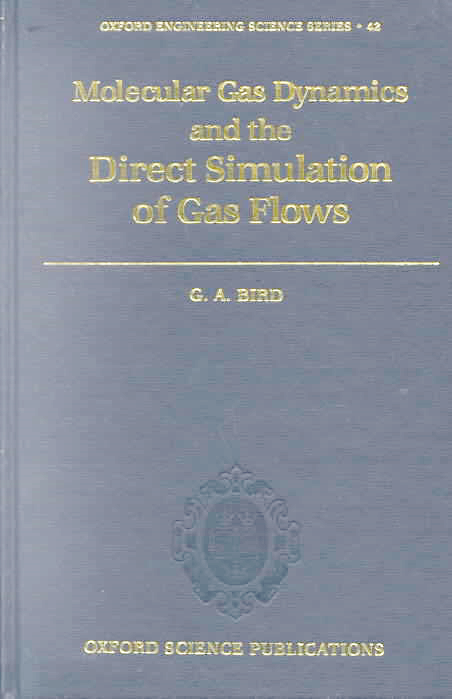 OXFORD ENGINEERING SCIENCE SERIES • 42
Molecular Gas Dynamics
and the
Direct Simulation
of Gas Flows
G. A. BIRD
OXFORD SCIENCE PUBLICATIONS